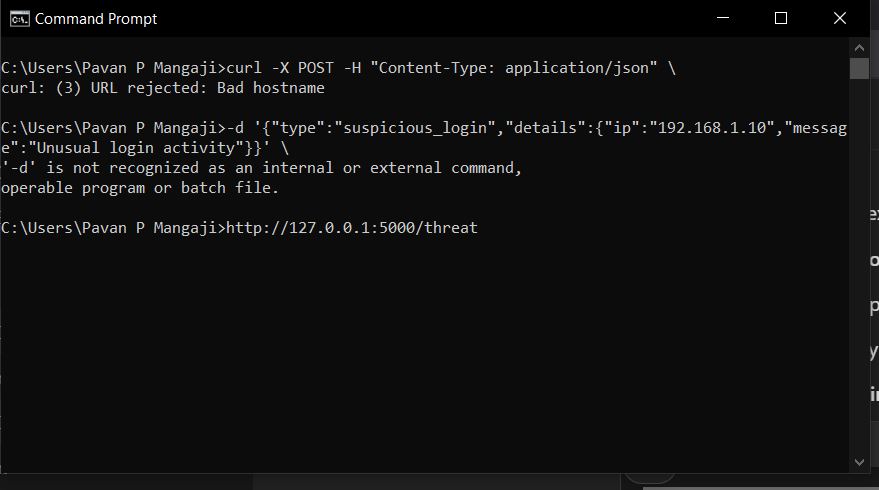 Command Prompt
C:\Users\Pavan P Mangaji>curl -X POST -H "Content-Type: application/json" \
curl: (3) URL rejected: Bad hostname
C:\Users\Pavan P Mangaji>-d '{"type":"suspicious_login","details":{"ip":"192.168.1.10","messag
e":"Unusual login activity"}}' \
'-d' is not recognized as an internal or external command,
operable program or batch file.
C:\Users\Pavan P Mangaji>http://127.0.0.1:5000/threat